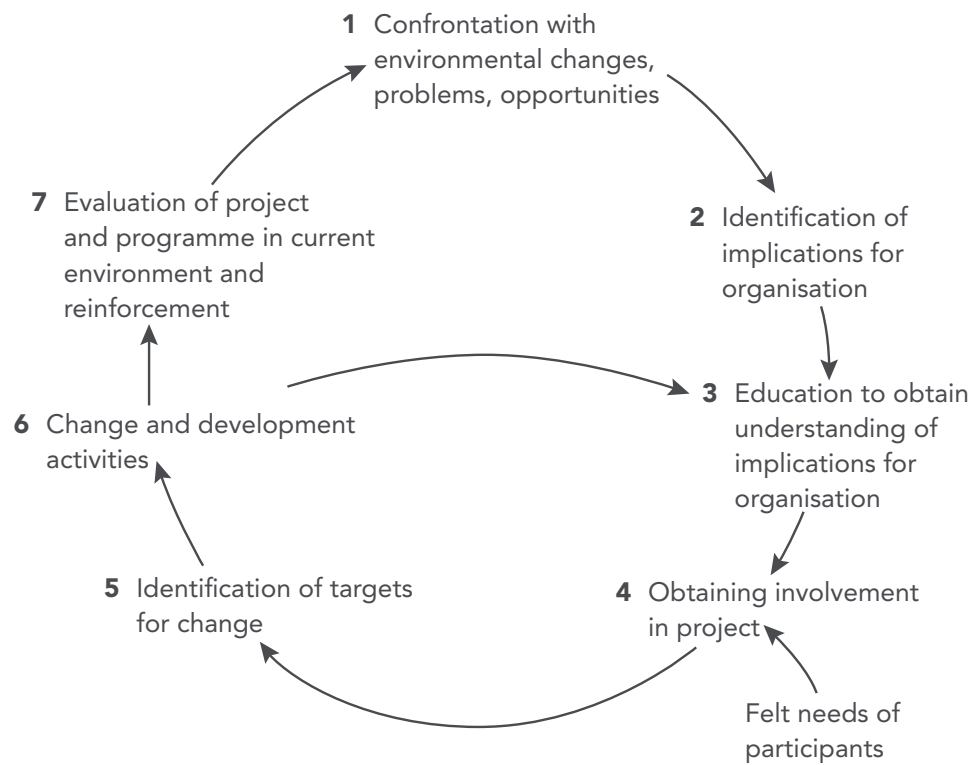 1 Confrontation with
environmental changes,
problems, opportunities
2 Identification of
implications for
organisation
3 Education to obtain
understanding of
implications for
organisation
4 Obtaining involvement
in project
Felt needs of
participants
5 Identification of targets
for change
6 Change and development
activities
7 Evaluation of project
and programme in current
environment and
reinforcement